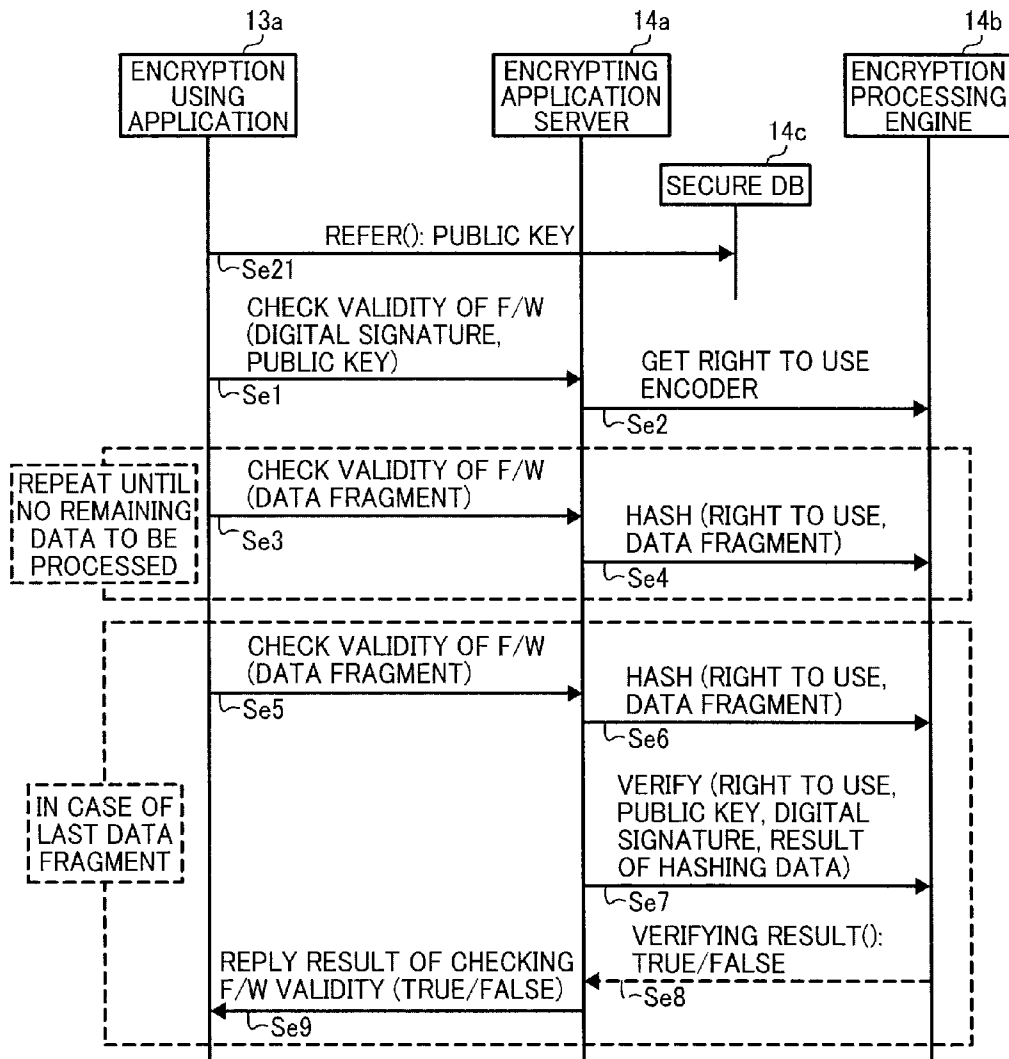 13a
14a
14b
ENCRYPTION
USING
APPLICATION
ENCRYPTING
APPLICATION
SERVER
ENCRYPTION
PROCESSING
ENGINE
14c
SECURE DB
REFER(): PUBLIC KEY
Se21
CHECK VALIDITY OF F/W
(DIGITAL SIGNATURE,
PUBLIC KEY)
Se1
GET RIGHT TO USE
ENCODER
Se2
REPEAT UNTIL
NO REMAINING
DATA TO BE
PROCESSED
CHECK VALIDITY OF F/W
(DATA FRAGMENT)
Se3
HASH (RIGHT TO USE,
DATA FRAGMENT)
Se4
CHECK VALIDITY OF F/W
(DATA FRAGMENT)
Se5
HASH (RIGHT TO USE,
DATA FRAGMENT)
Se6
IN CASE OF
LAST DATA
FRAGMENT
VERIFY (RIGHT TO USE,
PUBLIC KEY, DIGITAL
SIGNATURE, RESULT
OF HASHING DATA)
Se7
VERIFYING RESULT():
TRUE/FALSE
Se8
REPLY RESULT OF CHECKING
F/W VALIDITY (TRUE/FALSE)
Se9